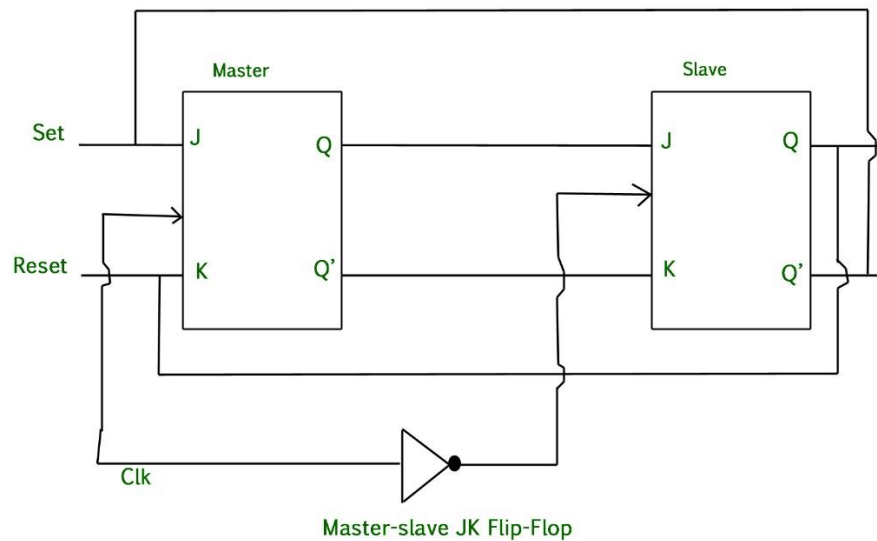 Master
Slave
Set
J
Q
J
Q
Reset
K
Q'
K
Q'
Clk
Master-slave JK Flip-Flop